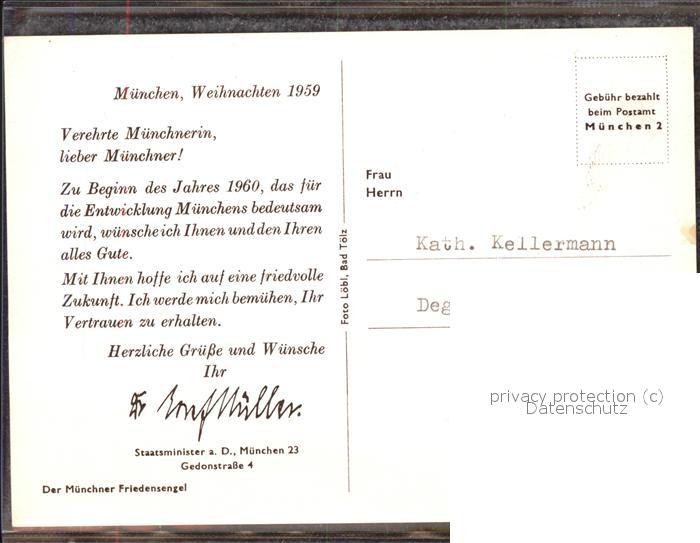 München, Weihnachten 1959
Verehrte Münchnerin,
lieber Münchner!
Zu Beginn des Jahres 1960, das für
die Entwicklung Münchens bedeutsam
wird, wünsche ich Ihnen und den Ihren
alles Gute.
Mit Ihnen hoffe ich auf eine friedvolle
Zukunft. Ich werde mich bemühen, Ihr
Vertrauen zu erhalten.
Herzliche Grüße und Wünsche
Ihr
Müller.
Staatsminister a. D., München 23
Gedonstraße 4
Der Münchner Friedensengel
Foto Löbl, Bad Tölz
Gebühr bezahlt
beim Postamt
München 2
Frau
Herrn
Kath. Kellermann
Deg
privacy protection (c)
Datenschutz